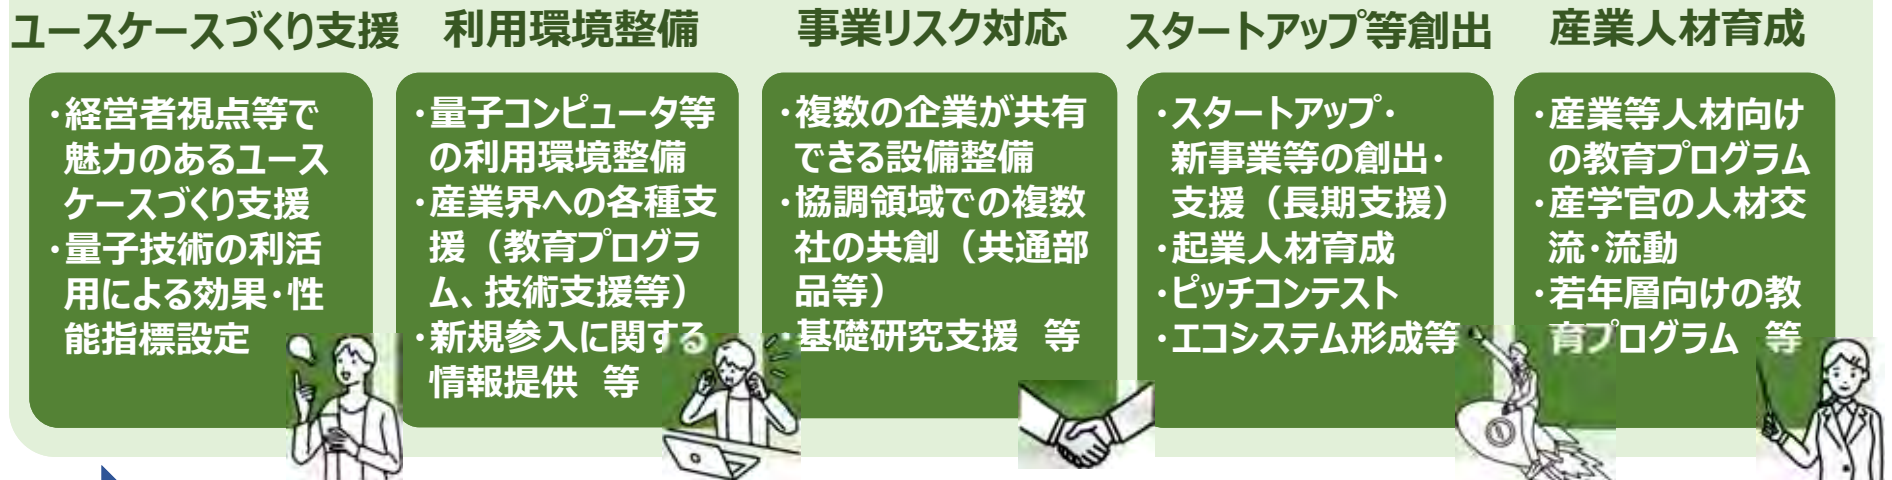 ユースケースづくり支援
・経営者視点等で
魅力のあるユース
ケースづくり支援
・量子技術の利活
用による効果・性
能指標設定
利用環境整備
・量子コンピュータ等
の利用環境整備
・産業界への各種支
援（教育プログラ
ム、技術支援等）
・新規参入に関する
情報提供　等
事業リスク対応
・複数の企業が共有
できる設備整備
・協調領域での複数
社の共創（共通部
品等）
・基礎研究支援　等
スタートアップ等創出
・スタートアップ・
新事業等の創出・
支援（長期支援）
・起業人材育成
・ピッチコンテスト
・エコシステム形成等
産業人材育成
・産業等人材向け
の教育プログラム
・産学官の人材交
流・流動
・若年層向けの教
育プログラム　等